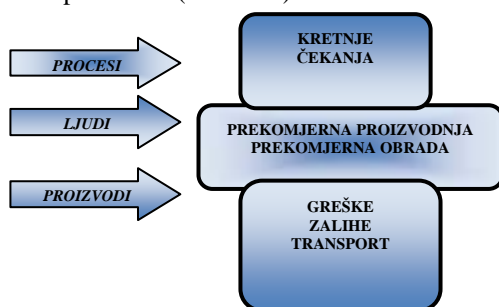 PROCESI
LJUDI
PROIZVODI
KRETNJE
ČEKANJA
PREKOMJERNA PROIZVODNJA
PREKOMJERNA OBRADA
GREŠKE
ZALIHE
TRANSPORT